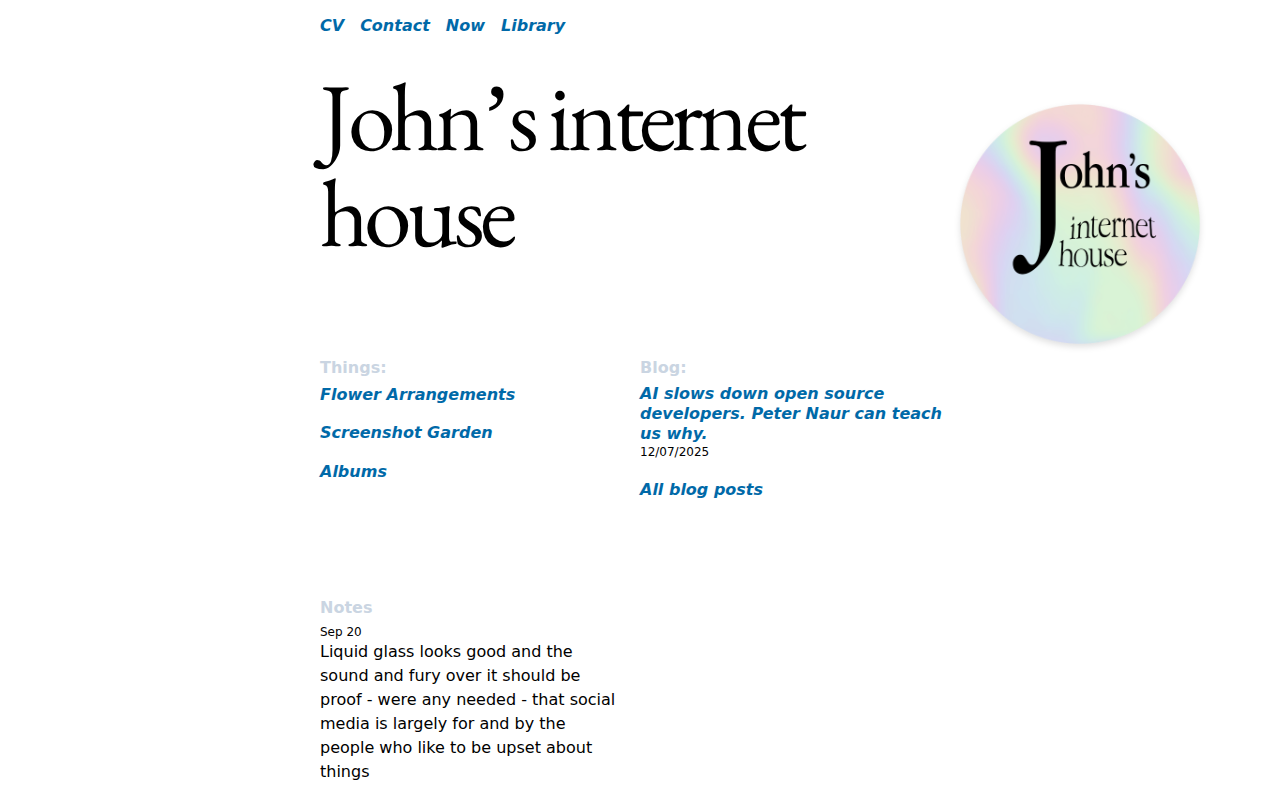 CV Contact Now Library
John’s internet
house
John’s
internet
house
Things:
Flower Arrangements
Screenshot Garden
Albums
Blog:
AI slows down open source
developers. Peter Naur can teach
us why.
12/07/2025
All blog posts
Notes
Sep 20
Liquid glass looks good and the
sound and fury over it should be
proof - were any needed - that social
media is largely for and by the
people who like to be upset about
things